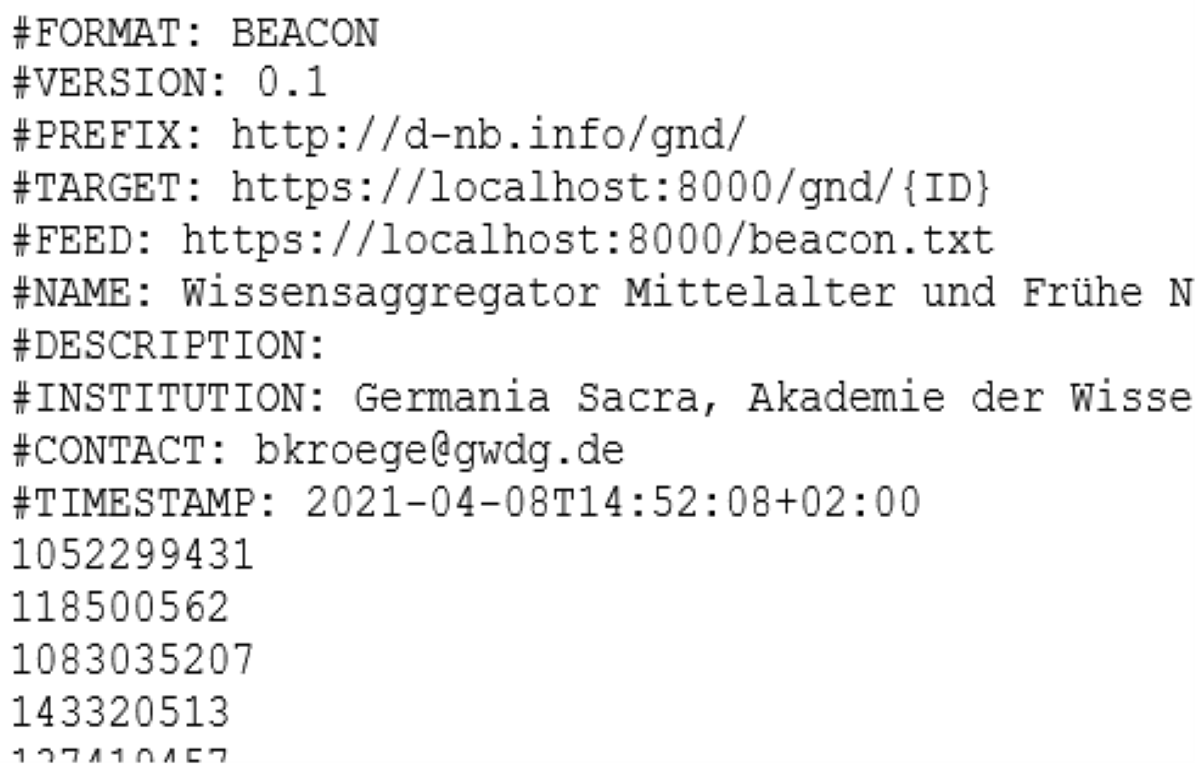 #FORMAT: BEACON
#VERSION: 0.1
#PREFIX: http://d-nb.info/gnd/
#TARGET: https://localhost:8000/gnd/{ID}
#FEED: https://localhost:8000/beacon.txt
#NAME: Wissensaggregator Mittelalter und Frühe N
#DESCRIPTION:
#INSTITUTION: Germania Sacra, Akademie der Wisse
#CONTACT: bkroege@gwdg.de
#TIMESTAMP: 2021-04-08T14:52:08+02:00
1052299431
118500562
1083035207
143320513